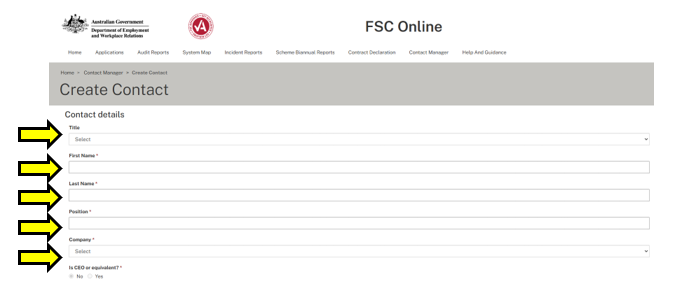 Australian Government
Department of Employment
and Workplace Relations
A
FSC Online
Home Applications Audit Reports System Map Incident Reports Scheme Biannual Reports Contract Declaration Contact Manager Help And Guidance
Home > Contact Manager > Create Contact
Create Contact
Contact details
Title
Select
First Name *
Last Name *
Position *
Company *
Select
Is CEO or equivalent? *
No Yes